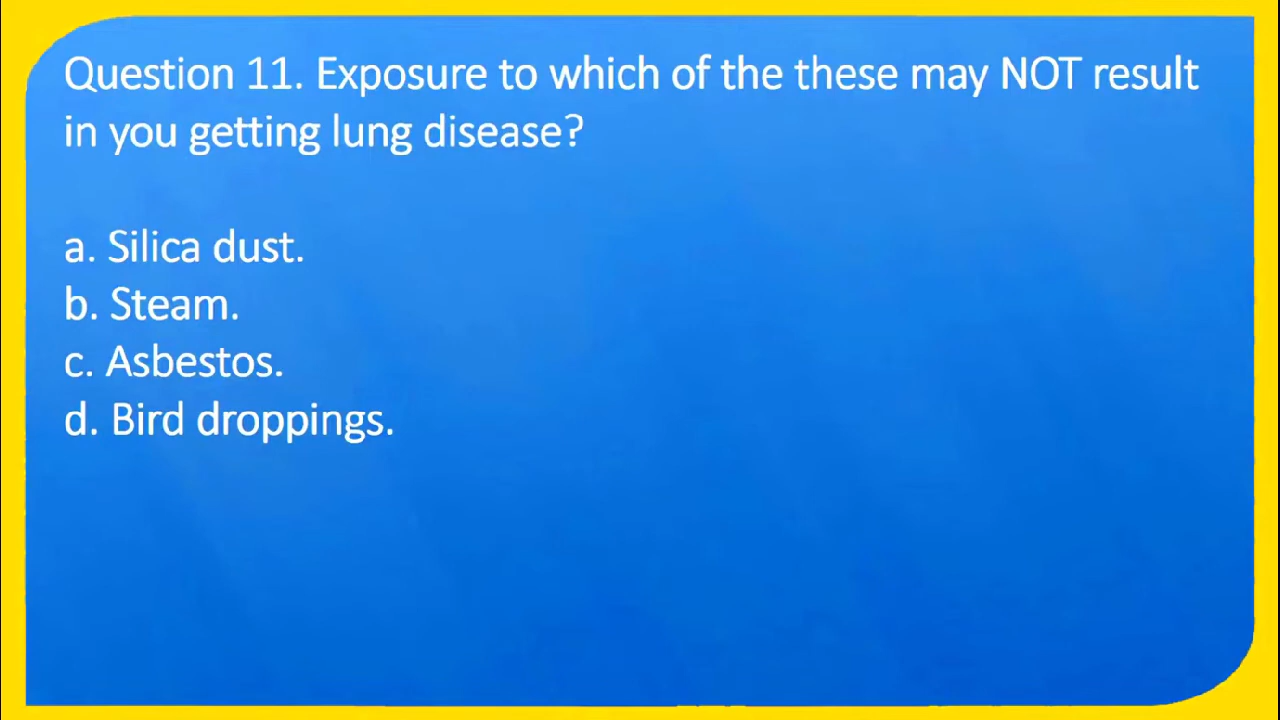 Question 11. Exposure to which of the these may NOT result
in you getting lung disease?
a. Silica dust.
b. Steam.
c. Asbestos.
d. Bird droppings.